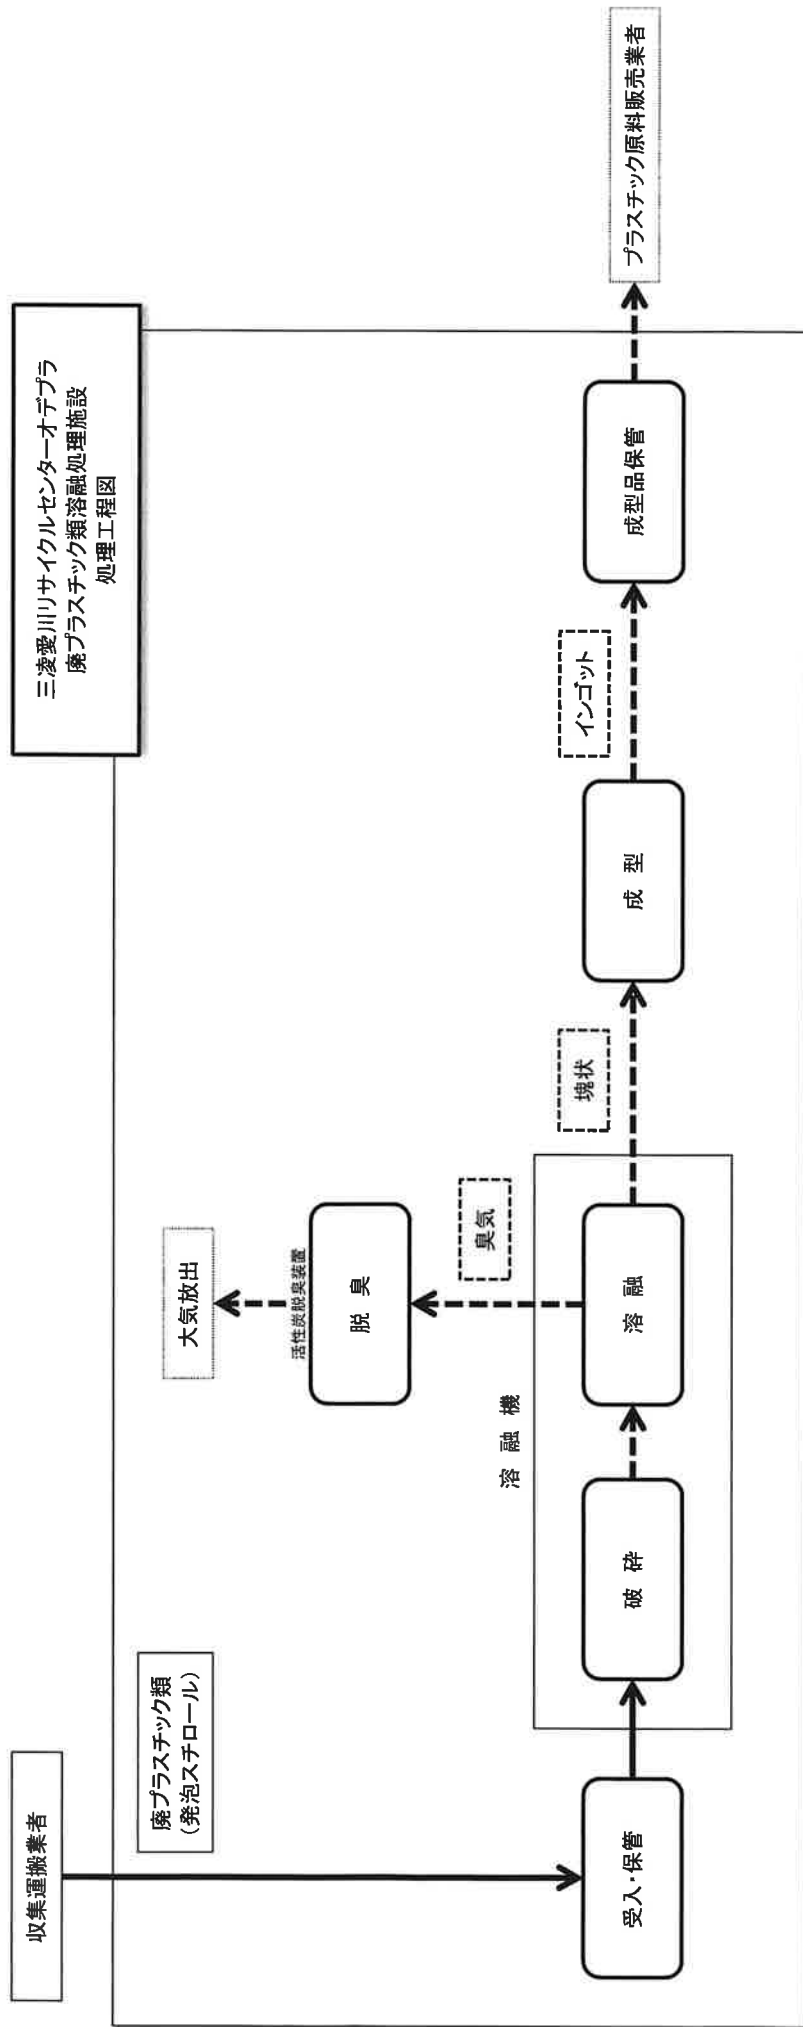 三凌愛川リサイクルセンターオデプラ
廃プラスチック類溶融処理施設
処理工程図
収集運搬業者
廃プラスチック類
（発泡スチロール）
受入・保管
破 砕
溶 融 機
溶 融
臭気
脱 臭
活性炭脱臭装置
大気放出
塊状
成 型
インゴット
成型品保管
プラスチック原料販売業者